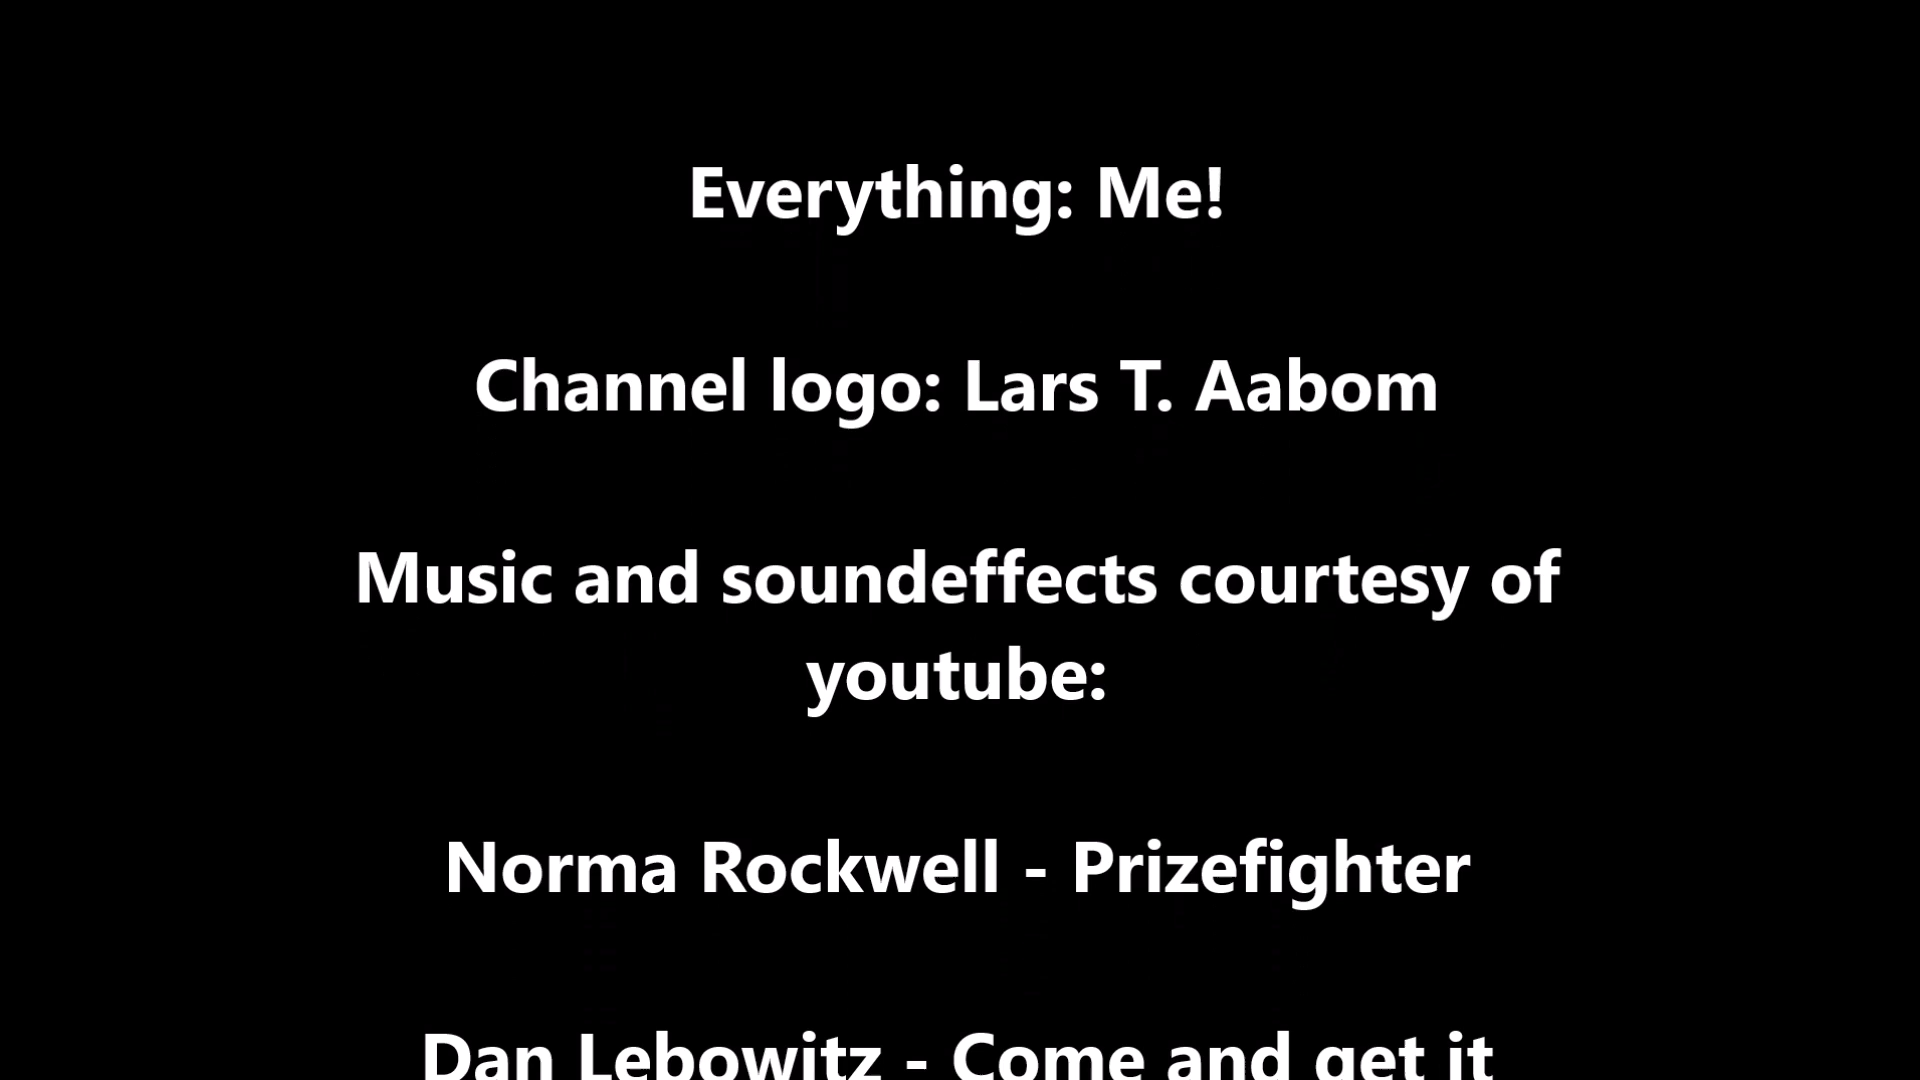 Everything: Me!
Channel logo: Lars T. Aabom
Music and soundeffects courtesy of
youtube:
Norma Rockwell - Prizefighter
Dan Lebowitz - Come and get it